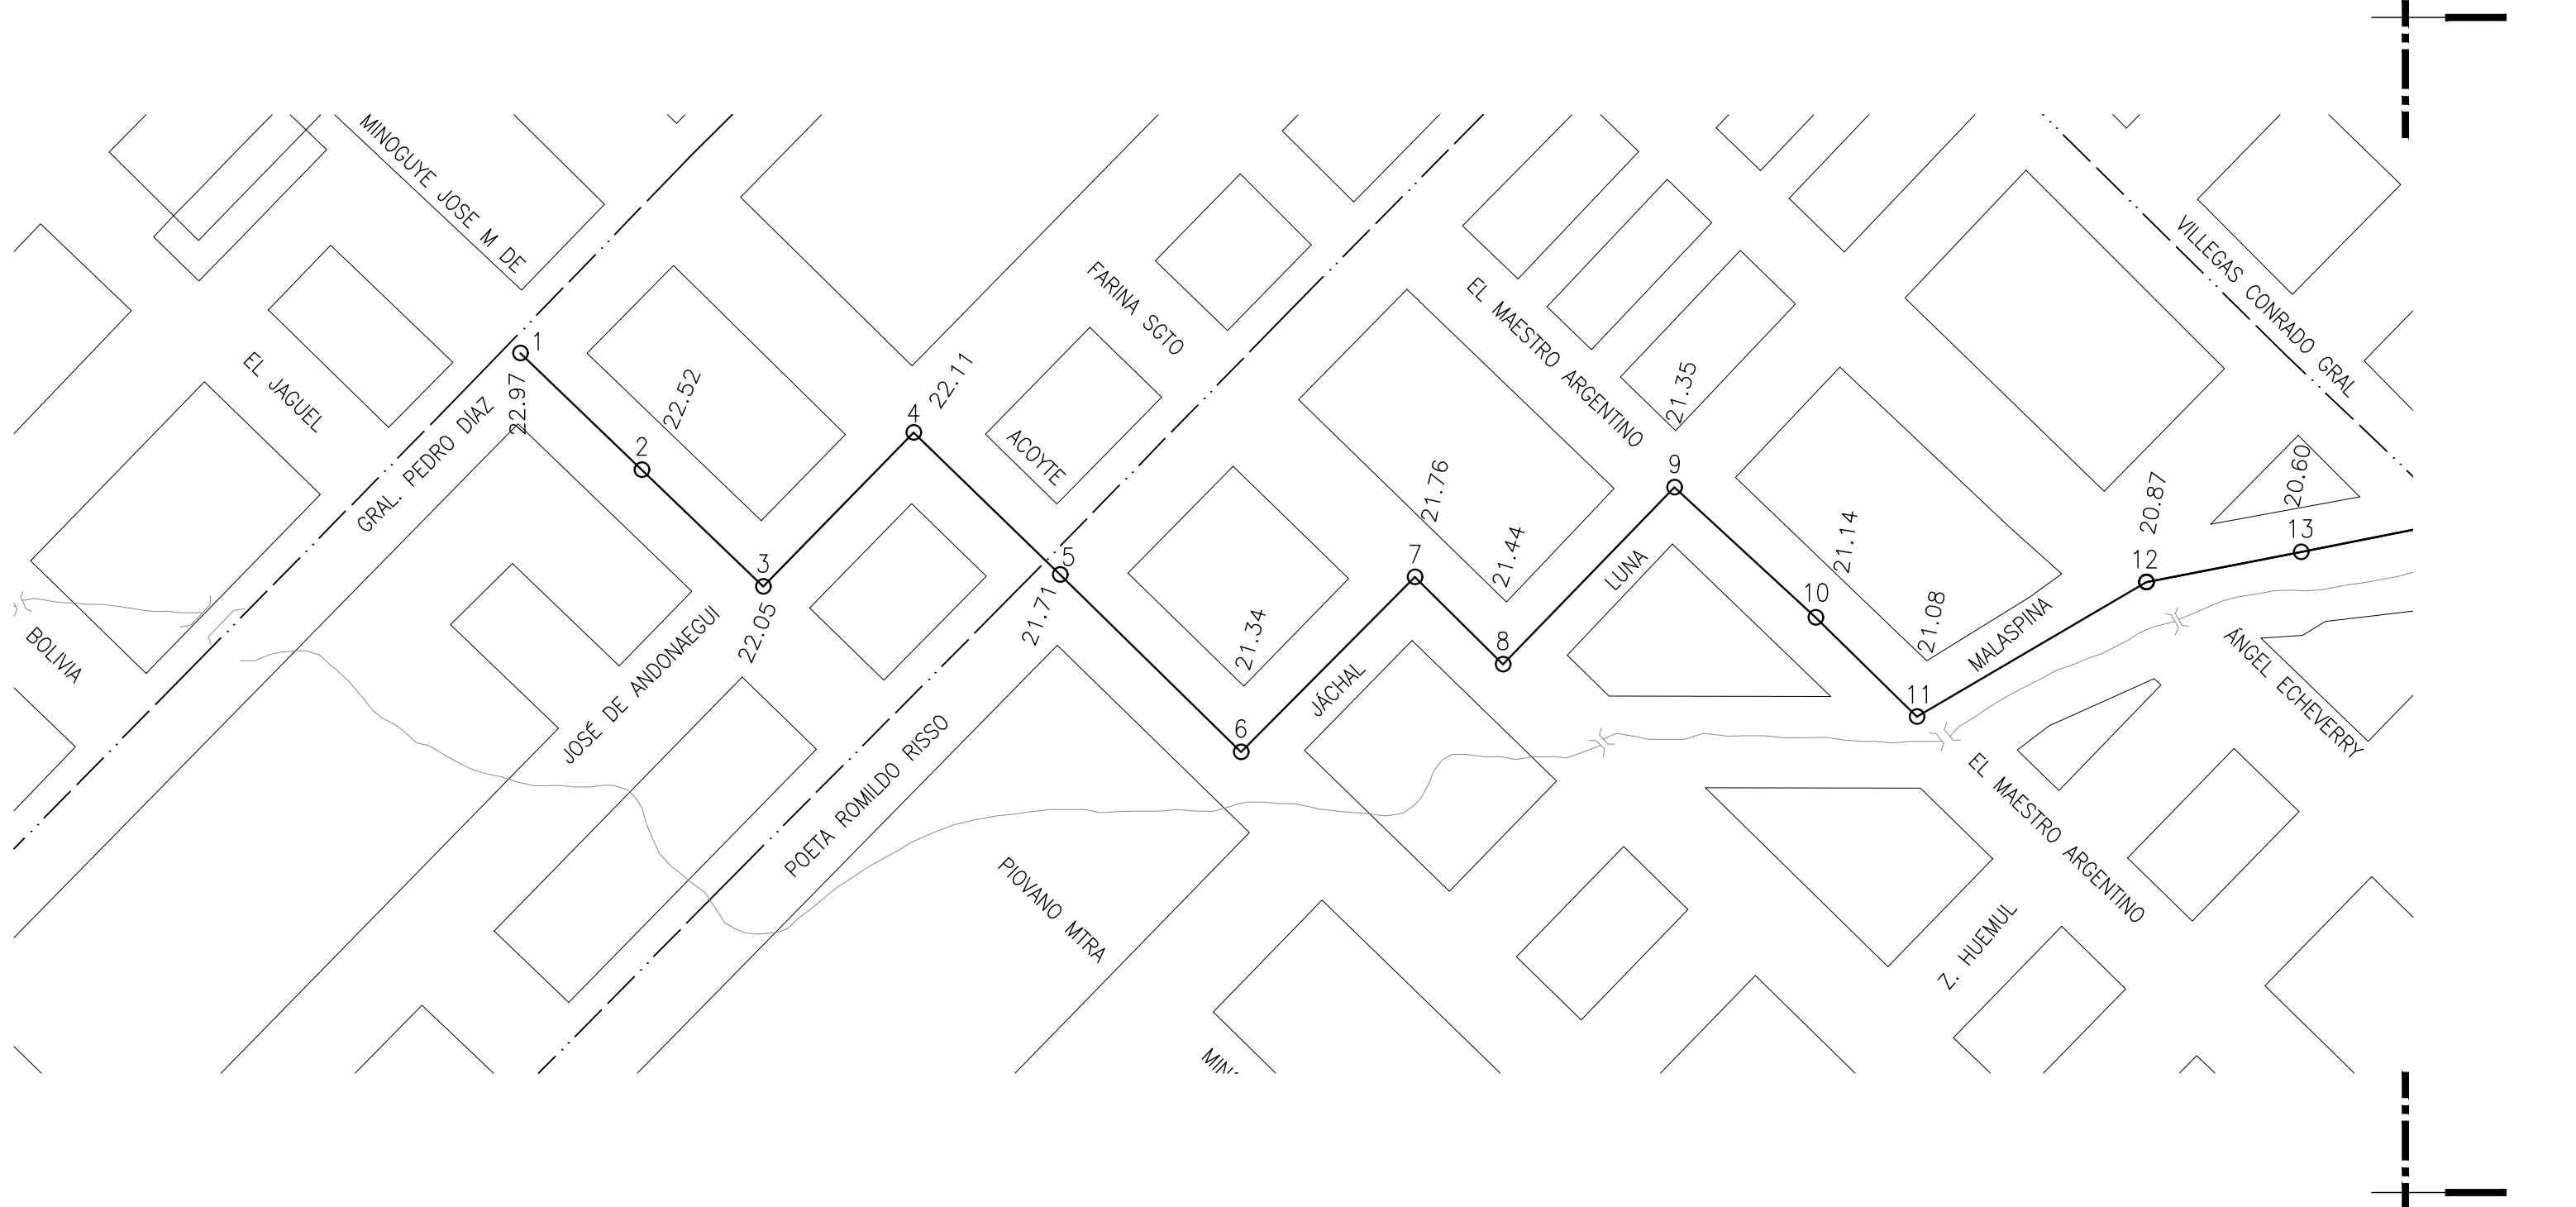 MINOGUYE JOSE M DE
EL JAGUEL
GRAL. PEDRO DÍAZ
BOLIVIA
1
22.97
2
22.52
3
22.05
4
22.11
5
21.71
6
21.34
7
21.76
8
21.44
9
21.35
10
21.14
11
21.08
12
20.87
13
20.60
FARINA SGTO
ACOYTE
EL MAESTRO ARGENTINO
VILLEGAS CONRADO GRAL
JOSÉ DE ANDONAEGUI
POETA ROMILDO RISSO
PIOVANO MTRA
JÁCHAL
LUNA
MALASPINA
ÁNGEL ECHEVERRY
EL MAESTRO ARGENTINO
Z. HUEMUL